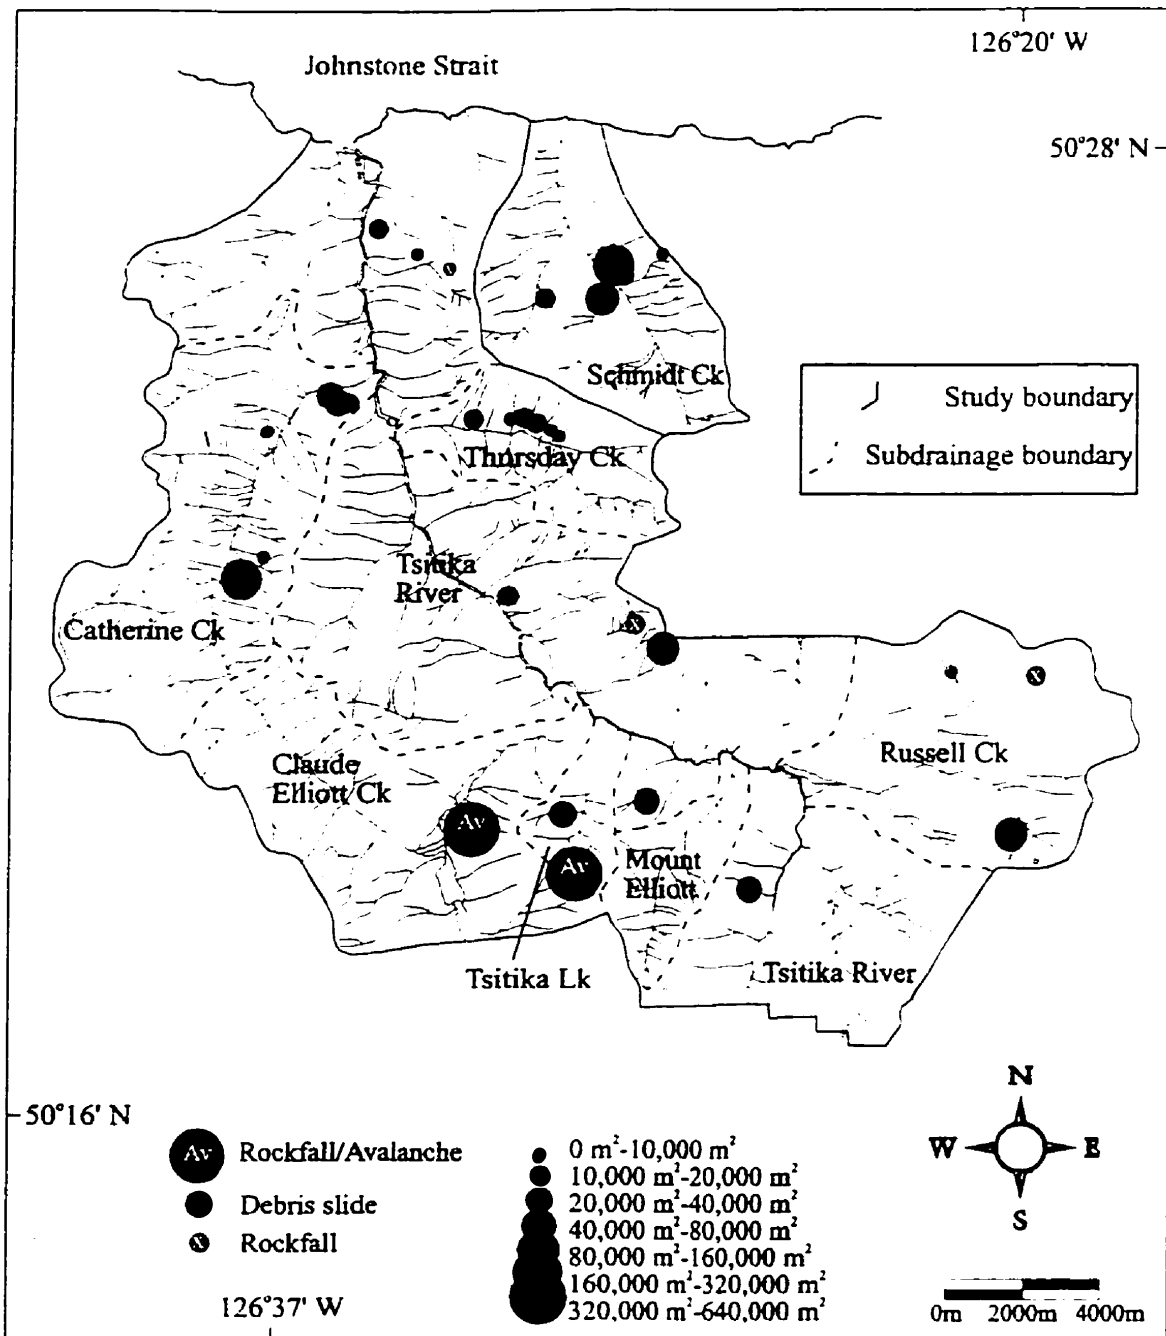 126°20' W
Johnstone Strait
50°28' N
Schmidt Ck
Study boundary
Subdrainage boundary
Thursday Ck
Tsitika
River
Catherine Ck
Russell Ck
Claude
Elliott Ck
Av
Av
Mount
Elliott
x
x
x
Tsitika Lk
Tsitika River
50°16' N
Av Rockfall/Avalanche
Debris slide
x Rockfall
0 m²-10,000 m²
10,000 m²-20,000 m²
20,000 m²-40,000 m²
40,000 m²-80,000 m²
80,000 m²-160,000 m²
160,000 m²-320,000 m²
320,000 m²-640,000 m²
N
W E
S
126°37' W
0m 2000m 4000m